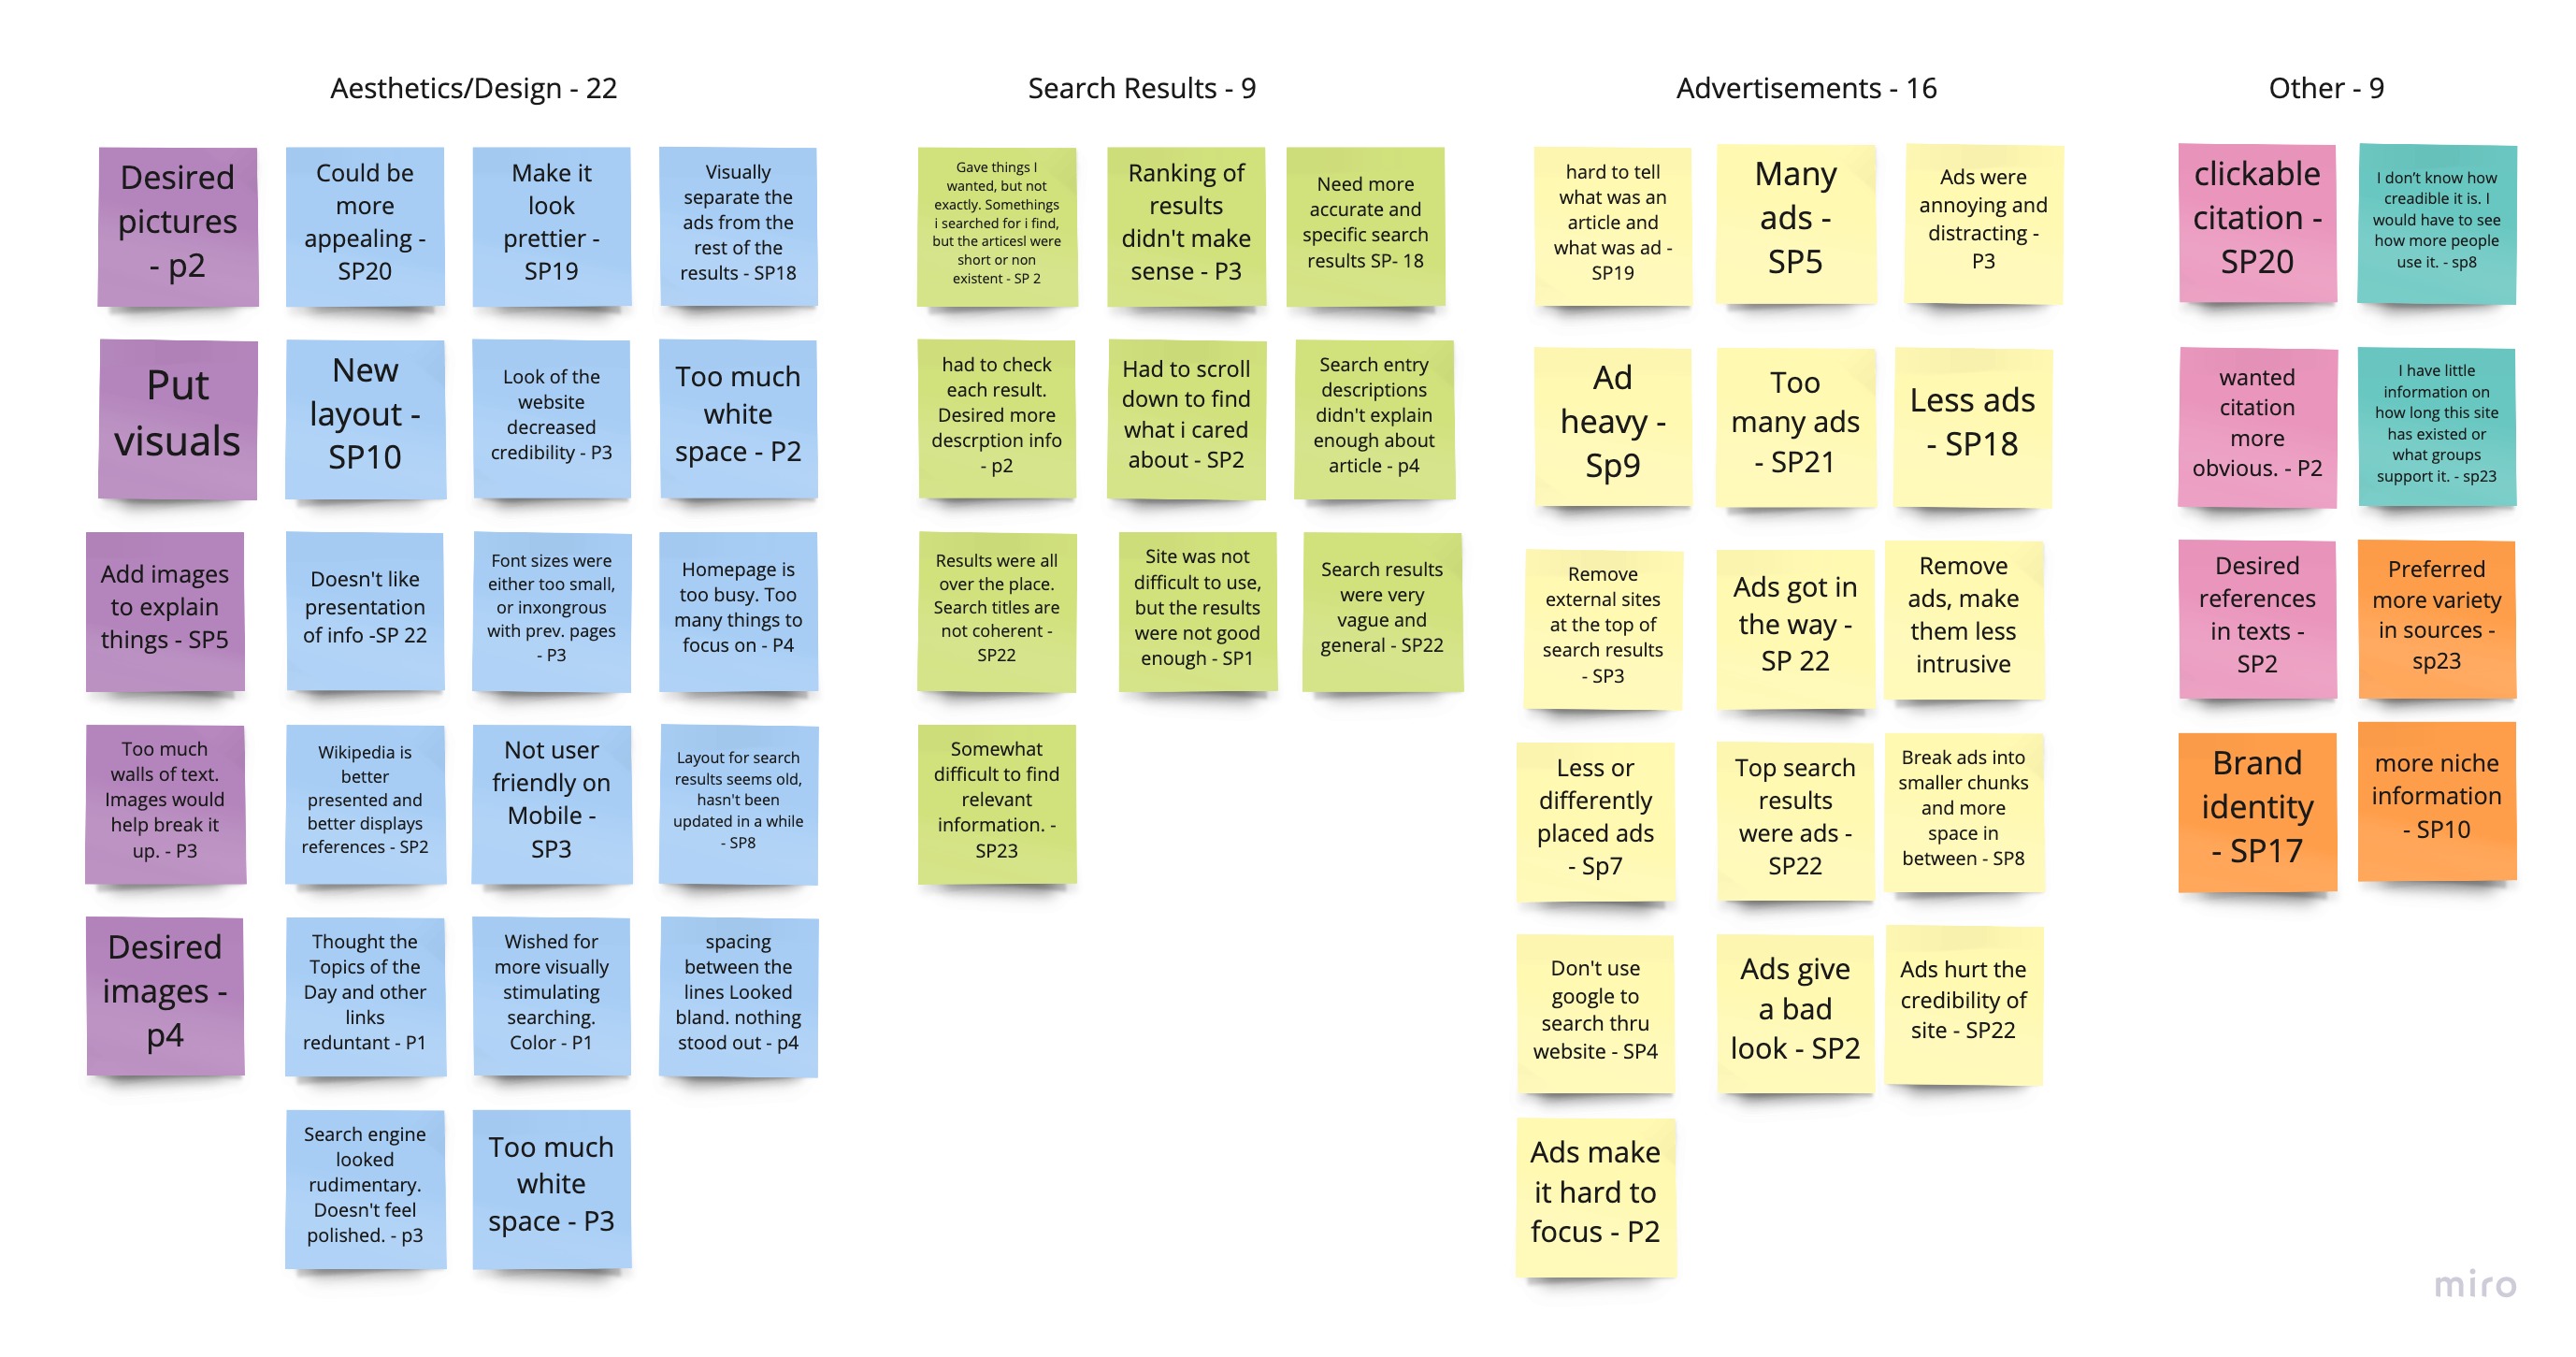 Aesthetics/Design - 22
Desired
pictures
- p2
Could be
more
appealing -
SP20
Make it
look
prettier -
SP19
Visually
separate the
ads from the
rest of the
results - SP18
Put
visuals
New
layout -
SP10
Look of the
website
decreased
credibility - P3
Too much
white
space - P2
Add images
to explain
things - SP5
Doesn't like
presentation
of info -SP 22
Font sizes were
either too small,
or inxongrous
with prev. pages
- P3
Homepage is
too busy. Too
many things to
focus on - P4
Too much
walls of text.
Images would
help break it
up. - P3
Wikipedia is
better
presented and
better displays
references - SP2
Not user
friendly on
Mobile -
SP3
Layout for search
results seems old,
hasn't been
updated in a while
- SP8
Desired
images -
p4
Thought the
Topics of the
Day and other
links
reduntant - P1
Wished for
more visually
stimulating
searching.
Color - P1
spacing
between the
lines Looked
bland. nothing
stood out - p4
Search engine
looked
rudimentary.
Doesn't feel
polished. - p3
Too much
white
space - P3
Search Results - 9
Gave things I
wanted, but not
exactly. Somethings
i searched for i find,
but the articesl were
short or non
existent - SP 2
Ranking of
results
didn't make
sense - P3
Need more
accurate and
specific search
results SP- 18
had to check
each result.
Desired more
descrption info
- p2
Had to scroll
down to find
what i cared
about - SP2
Search entry
descriptions
didn't explain
enough about
article - p4
Results were all
over the place.
Search titles are
not coherent -
SP22
Site was not
difficult to use,
but the results
were not good
enough - SP1
Search results
were very
vague and
general - SP22
Somewhat
difficult to find
relevant
information. -
SP23
Advertisements - 16
hard to tell
what was an
article and
what was ad -
SP19
Many
ads -
SP5
Ads were
annoying and
distracting -
P3
Ad
heavy -
Sp9
Too
many ads
- SP21
Less ads
- SP18
Remove
external sites
at the top of
search results
- SP3
Ads got in
the way -
SP 22
Remove
ads, make
them less
intrusive
Less or
differently
placed ads
- Sp7
Top search
results
were ads -
SP22
Break ads into
smaller chunks
and more
space in
between - SP8
Don't use
google to
search thru
website - SP4
Ads give
a bad
look - SP2
Ads hurt the
credibility of
site - SP22
Ads make
it hard to
focus - P2
Other - 9
clickable
citation -
SP20
I don't know how
creadible it is. I
would have to see
how more people
use it. - sp8
wanted
citation
more
obvious. - P2
I have little
information on
how long this site
has existed or
what groups
support it. - sp23
Desired
references
in texts -
SP2
Preferred
more variety
in sources -
sp23
Brand
identity
- SP17
more niche
information
- SP10
miro